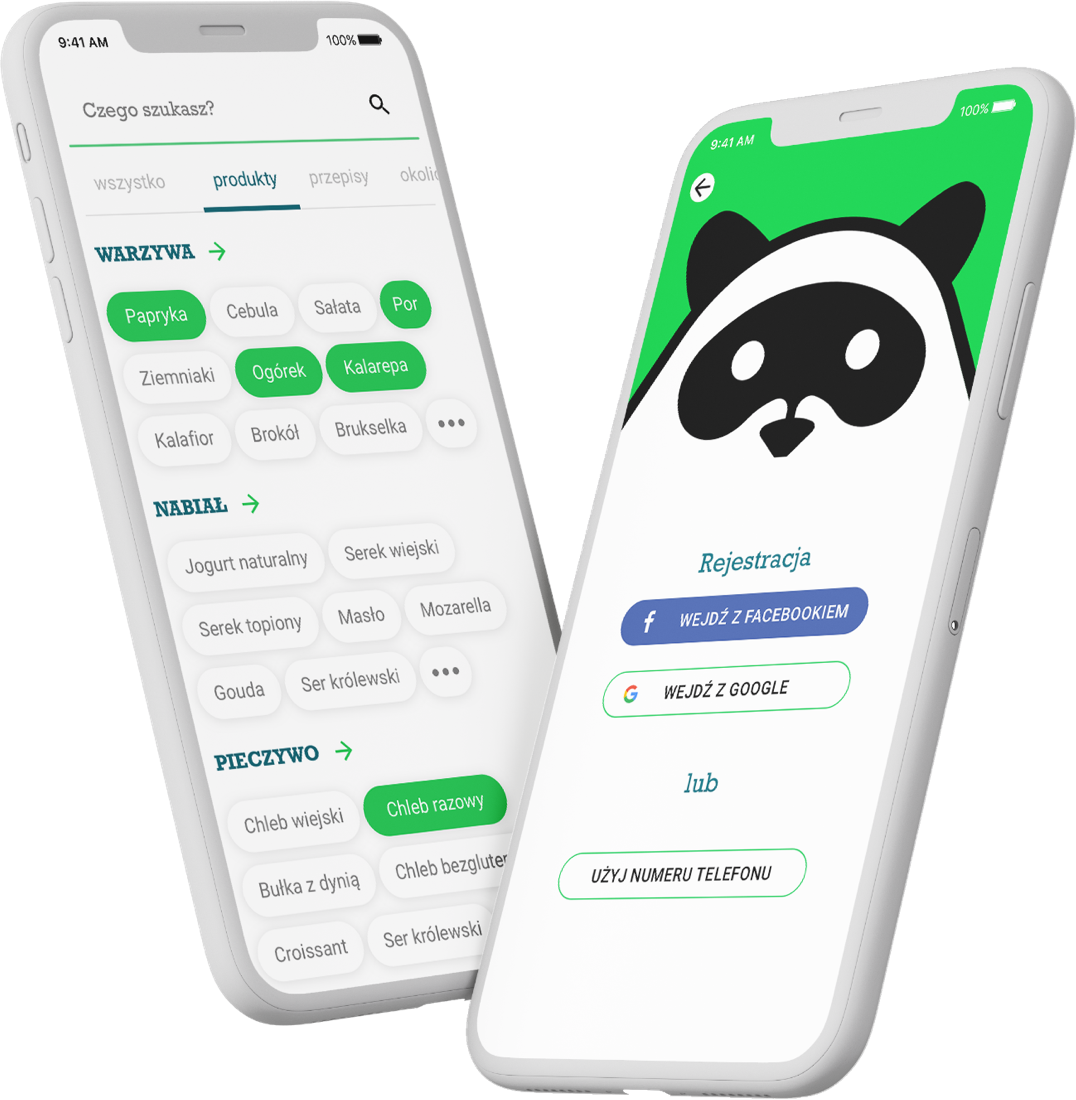 9:41 AM 100%
Czego szukasz?
wszystko produkty przepisy okolic
WARZYWA
Papryka Cebula Sałata Por
Ziemniaki Ogórek Kalarepa
Kalafior Brokół Brukselka
NABIAŁ
Jogurt naturalny Serek wiejski
Serek topiony Masło Mozarella
Gouda Ser królewski
PIECZYWO
Chleb wiejski Chleb razowy
Bułka z dynią Chleb bezgluten
Croissant Ser królewski
9:41 AM 100%
Rejestracja
f WEJDŹ Z FACEBOOKIEM
G WEJDŹ Z GOOGLE
lub
UŻYJ NUMERU TELEFONU